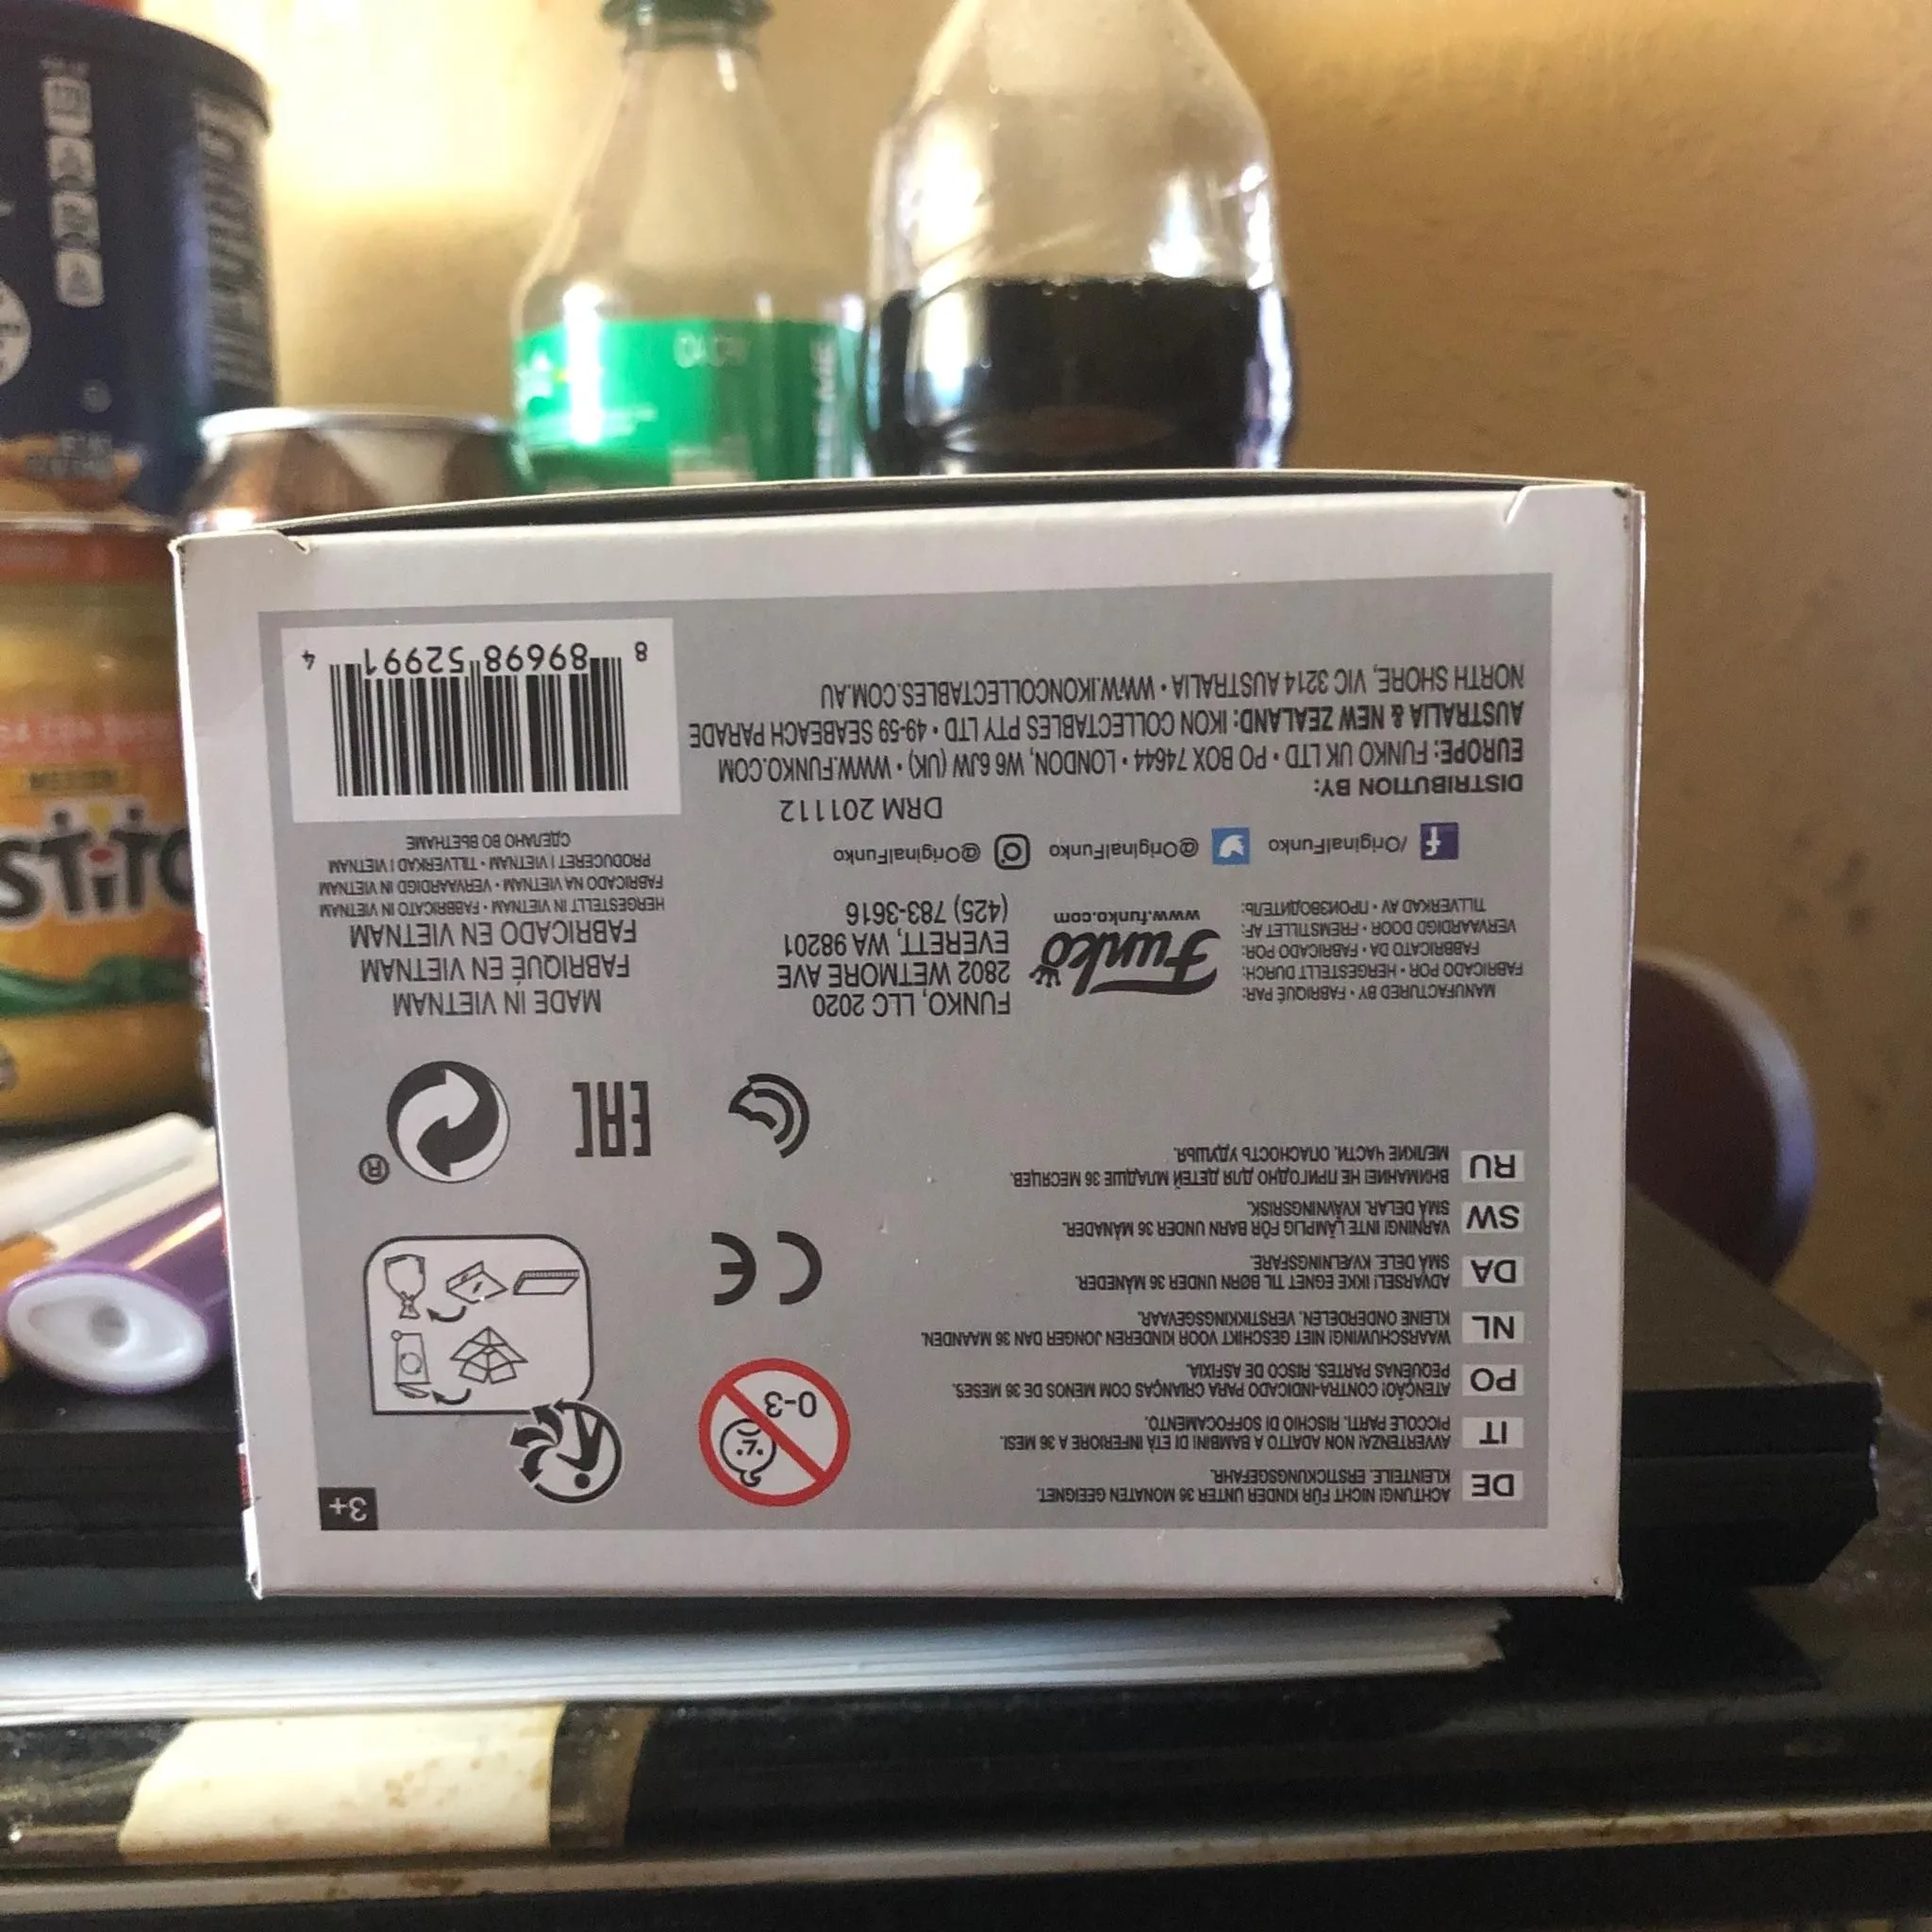 DE
ACHTUNG! NICHT FÜR KINDER UNTER 36 MONATEN GEEIGNET.
KLEINTEILE. ERSTICKUNGSGEFAHR.
IT
AVVERTENZA! NON ADATTO A BAMBINI DI ETÀ INFERIORE A 36 MESI.
PICCOLE PARTI. RISCHIO DI SOFFOCAMENTO.
PO
ATENÇÃO! CONTRA-INDICADO PARA CRIANÇAS COM MENOS DE 36 MESES.
PEQUENAS PARTES. RISCO DE ASFIXIA.
NL
WAARSCHUWING! NIET GESCHIKT VOOR KINDEREN JONGER DAN 36 MAANDEN.
KLEINE ONDERDELEN. VERSTIKKINGSGEVAAR.
DA
ADVARSEL! IKKE EGNET TIL BØRN UNDER 36 MÅNEDER.
SMÅ DELE. KVÆLNINGSFARE.
SW
VARNING! INTE LÄMPLIG FÖR BARN UNDER 36 MÅNADER.
SMÅ DELAR. KVÄVNINGSRISK.
RU
ВНИМАНИЕ! НЕ ПРИГОДНО ДЛЯ ДЕТЕЙ МЛАДШЕ 36 МЕСЯЦЕВ.
МЕЛКИЕ ЧАСТИ. ОПАСНОСТЬ УДУШЬЯ.
0-3
CE
3+
EAC
®
MANUFACTURED BY • FABRIQUÉ PAR:
FABRICADO POR • HERGESTELLT DURCH:
FABBRICATO DA • FABRICADO POR:
VERVAARDIGD DOOR • FREMSTILLET AF:
TILLVERKAD AV • ПРОИЗВОДИТЕЛЬ:
Funko
www.funko.com
FUNKO, LLC 2020
2802 WETMORE AVE
EVERETT, WA 98201
(425) 783-3616
MADE IN VIETNAM
FABRIQUÉ EN VIETNAM
FABRICADO EN VIETNAM
HERGESTELLT IN VIETNAM • FABBRICATO IN VIETNAM
FABRICADO NA VIETNAM • VERVAARDIGD IN VIETNAM
PRODUCERET I VIETNAM • TILLVERKAD I VIETNAM
СДЕЛАНО ВО ВЬЕТНАМЕ
f /OriginalFunko @OriginalFunko @OriginalFunko
DRM 201112
DISTRIBUTION BY:
EUROPE: FUNKO UK LTD • PO BOX 74644 • LONDON, W6 6JW (UK) • WWW.FUNKO.COM
AUSTRALIA & NEW ZEALAND: IKON COLLECTABLES PTY LTD • 49-59 SEABEACH PARADE
NORTH SHORE, VIC 3214 AUSTRALIA • WWW.IKONCOLLECTABLES.COM.AU
8 89698 52991 4